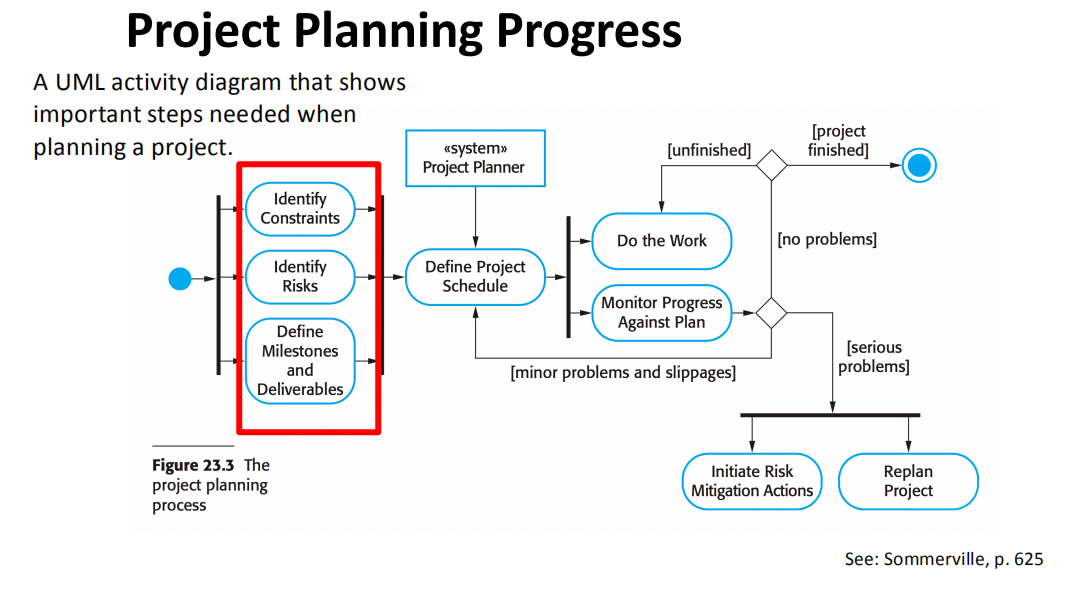 Project Planning Progress
A UML activity diagram that shows
important steps needed when
planning a project.
«system»
Project Planner
[unfinished]
[project
finished]
Identify
Constraints
Identify
Risks
Define
Milestones
and
Deliverables
Define Project
Schedule
Do the Work
[no problems]
Monitor Progress
Against Plan
[minor problems and slippages]
[serious
problems]
Initiate Risk
Mitigation Actions
Replan
Project
Figure 23.3 The
project planning
process
See: Sommerville, p. 625